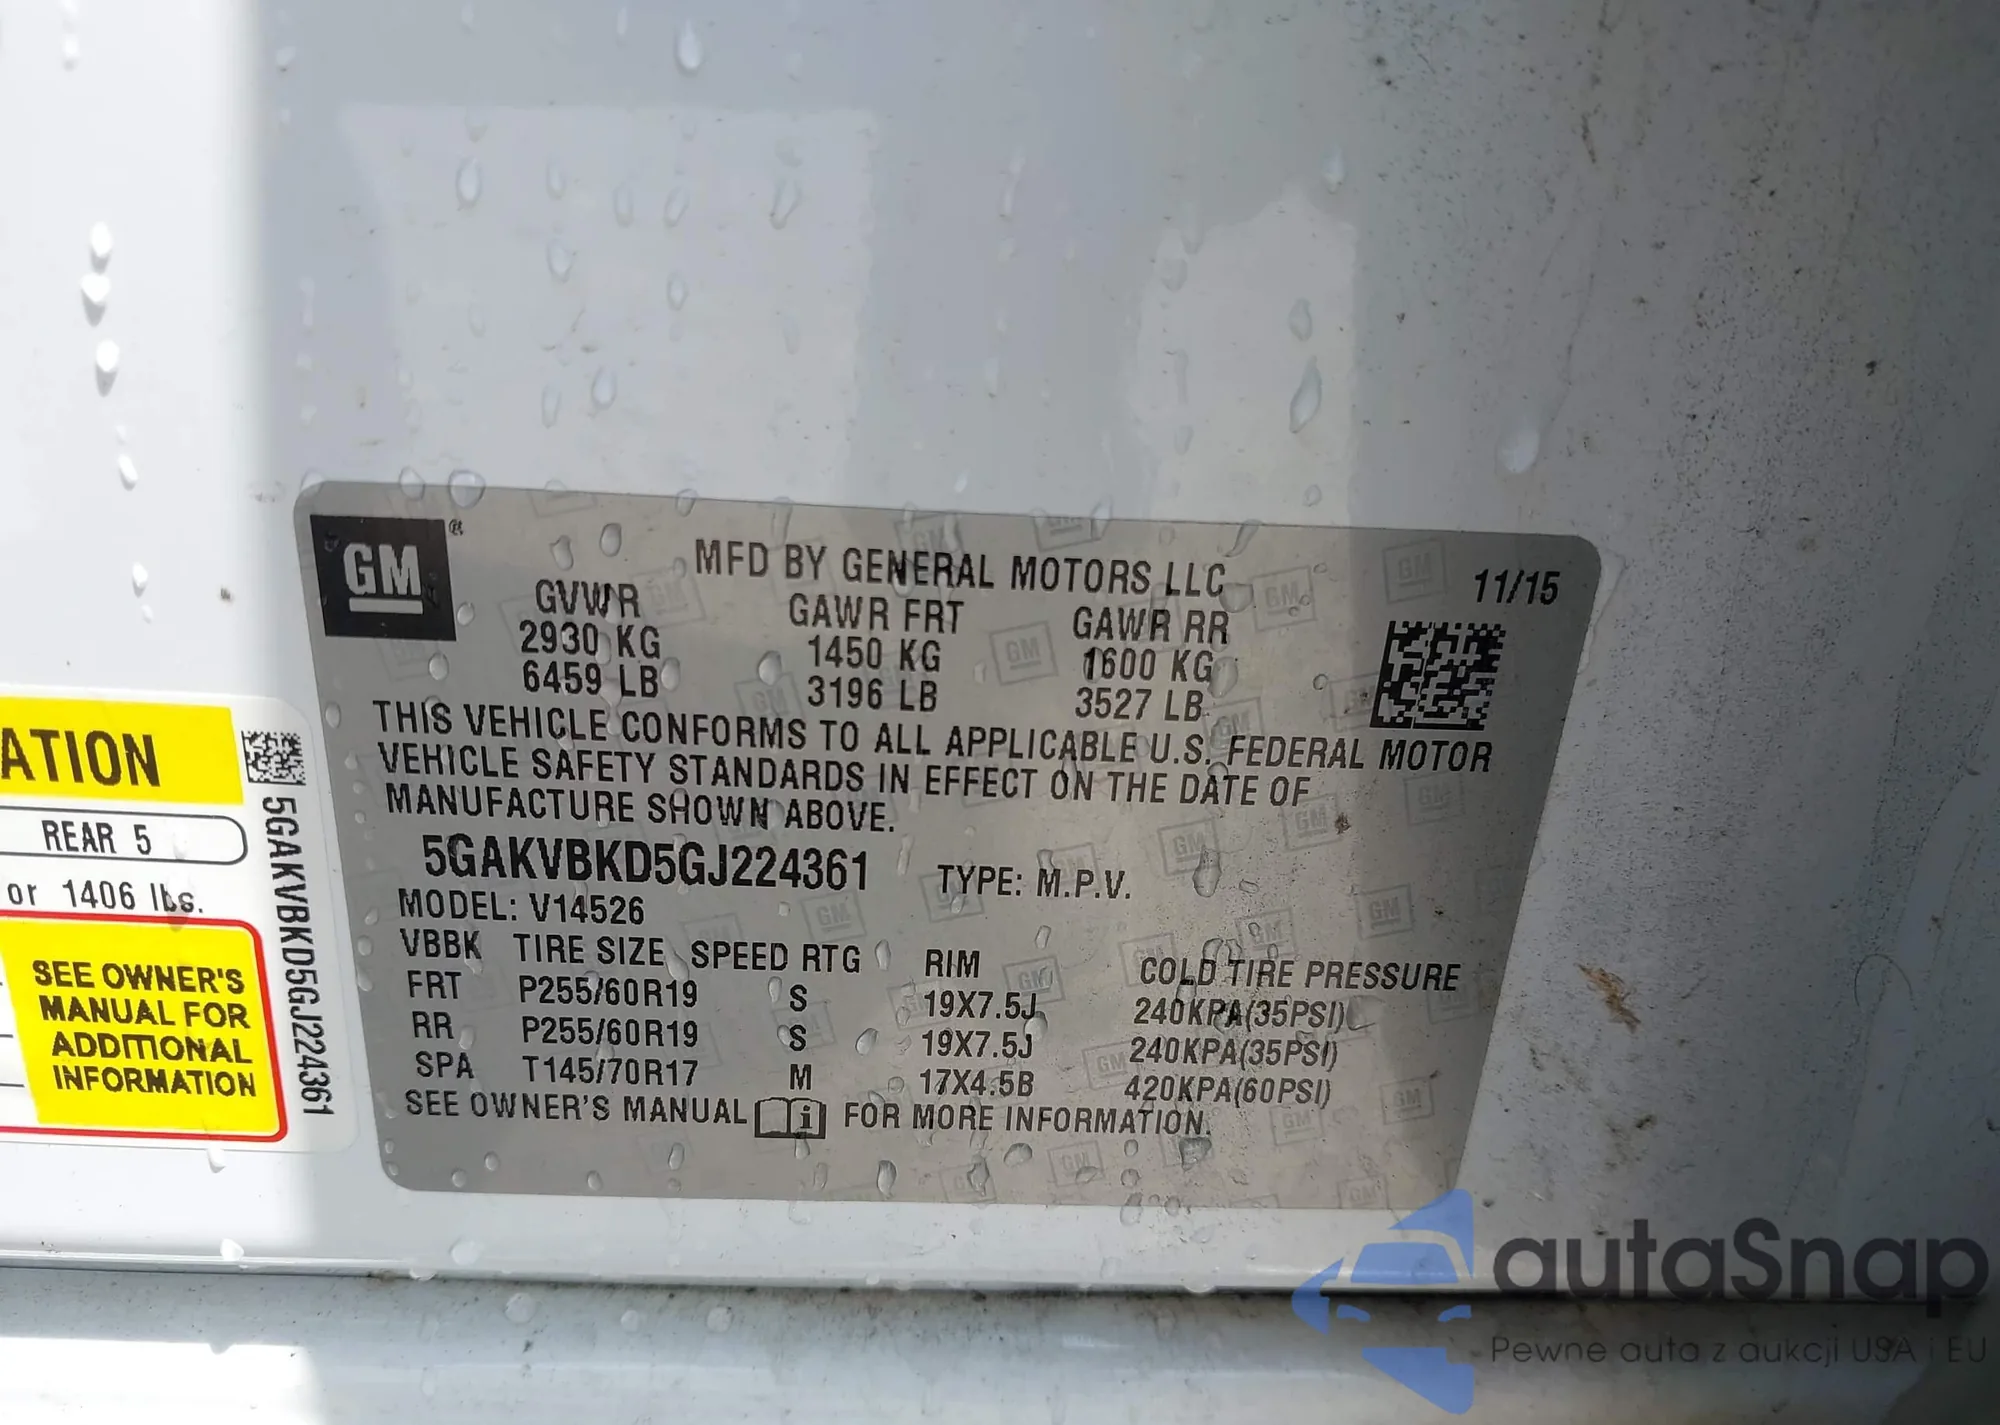 GM ®
MFD BY GENERAL MOTORS LLC 11/15
GVWR GAWR FRT GAWR RR
2930 KG 1450 KG 1600 KG
6459 LB 3196 LB 3527 LB
THIS VEHICLE CONFORMS TO ALL APPLICABLE U.S. FEDERAL MOTOR
VEHICLE SAFETY STANDARDS IN EFFECT ON THE DATE OF
MANUFACTURE SHOWN ABOVE.
5GAKVBKD5GJ224361 TYPE: M.P.V.
MODEL: V14526
VBBK TIRE SIZE SPEED RTG RIM COLD TIRE PRESSURE
FRT P255/60R19 S 19X7.5J 240KPA(35PSI)
RR P255/60R19 S 19X7.5J 240KPA(35PSI)
SPA T145/70R17 M 17X4.5B 420KPA(60PSI)
SEE OWNER'S MANUAL i FOR MORE INFORMATION.
ATION
REAR 5
or 1406 lbs.
SEE OWNER'S
MANUAL FOR
ADDITIONAL
INFORMATION
5GAKVBKD5GJ224361
autaSnap
Pewne auta z aukcji USA i EU